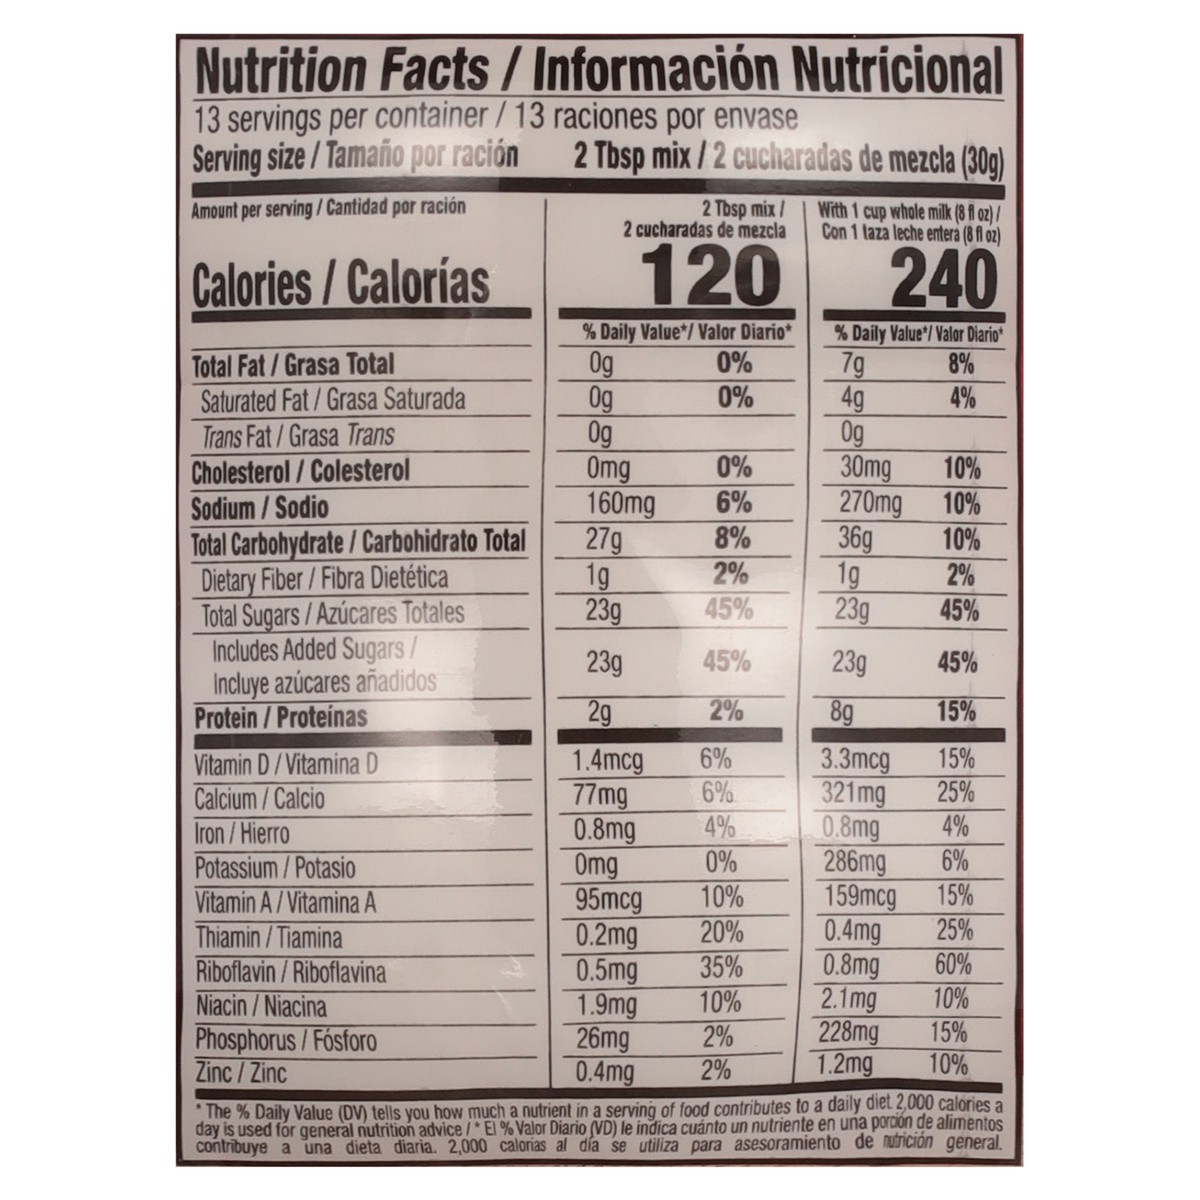 Nutrition Facts / Información Nutricional
13 servings per container / 13 raciones por envase
Serving size / Tamaño por ración 2 Tbsp mix / 2 cucharadas de mezcla (30g)
Amount per serving / Cantidad por ración 2 Tbsp mix / With 1 cup whole milk (8 fl oz) /
2 cucharadas de mezcla Con 1 taza leche entera (8 fl oz)
Calories / Calorías 120 240
% Daily Value*/ Valor Diario* % Daily Value*/ Valor Diario*
Total Fat / Grasa Total 0g 0% 7g 8%
Saturated Fat / Grasa Saturada 0g 0% 4g 4%
Trans Fat / Grasa Trans 0g 0g
Cholesterol / Colesterol 0mg 0% 30mg 10%
Sodium / Sodio 160mg 6% 270mg 10%
Total Carbohydrate / Carbohidrato Total 27g 8% 36g 10%
Dietary Fiber / Fibra Dietética 1g 2% 1g 2%
Total Sugars / Azúcares Totales 23g 45% 23g 45%
Includes Added Sugars /
Incluye azúcares añadidos 23g 45% 23g 45%
Protein / Proteínas 2g 2% 8g 15%
Vitamin D / Vitamina D 1.4mcg 6% 3.3mcg 15%
Calcium / Calcio 77mg 6% 321mg 25%
Iron / Hierro 0.8mg 4% 0.8mg 4%
Potassium / Potasio 0mg 0% 286mg 6%
Vitamin A / Vitamina A 95mcg 10% 159mcg 15%
Thiamin / Tiamina 0.2mg 20% 0.4mg 25%
Riboflavin / Riboflavina 0.5mg 35% 0.8mg 60%
Niacin / Niacina 1.9mg 10% 2.1mg 10%
Phosphorus / Fósforo 26mg 2% 228mg 15%
Zinc / Zinc 0.4mg 2% 1.2mg 10%
* The % Daily Value (DV) tells you how much a nutrient in a serving of food contributes to a daily diet. 2,000 calories a
day is used for general nutrition advice / * El % Valor Diario (VD) le indica cuánto un nutriente en una porción de alimentos
contribuye a una dieta diaria. 2,000 calorías al día se utiliza para asesoramiento de nutrición general.